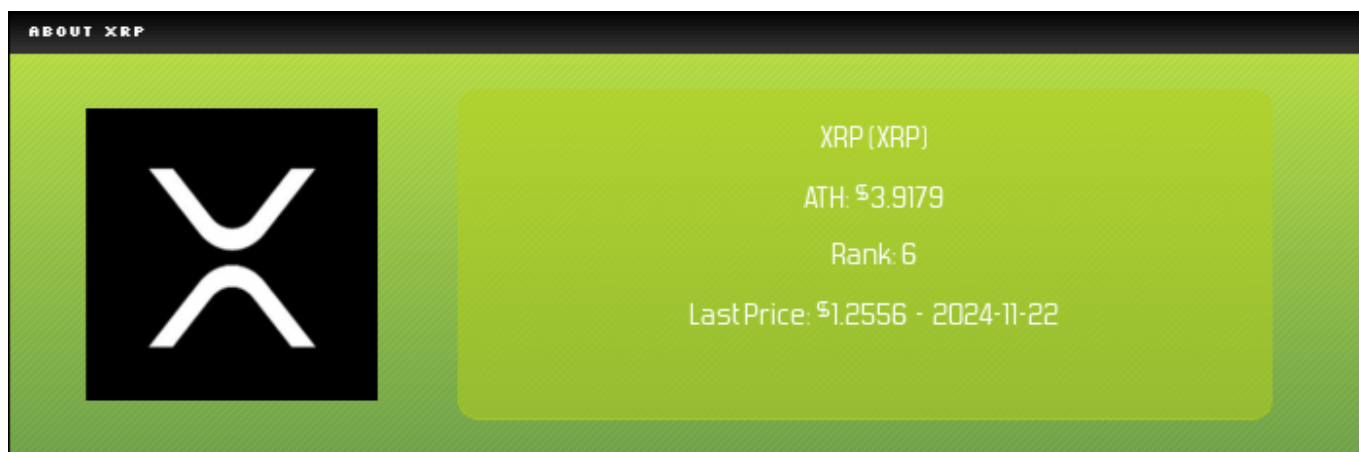 ABOUT XRP
XRP (XRP)
ATH: $3.9179
Rank: 6
Last Price: $1.2556 - 2024-11-22